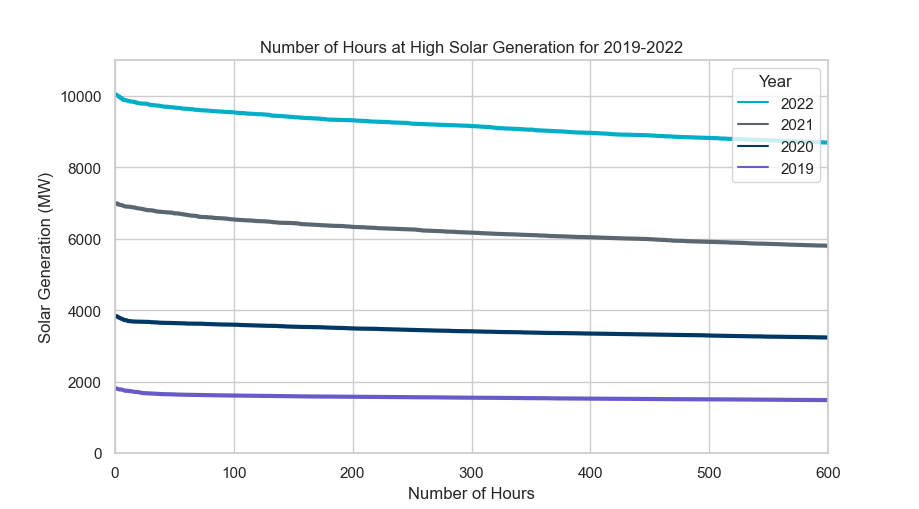 Number of Hours at High Solar Generation for 2019-2022
Solar Generation (MW)
10000
8000
6000
4000
2000
0
Year
2022
2021
2020
2019
0 100 200 300 400 500 600
Number of Hours